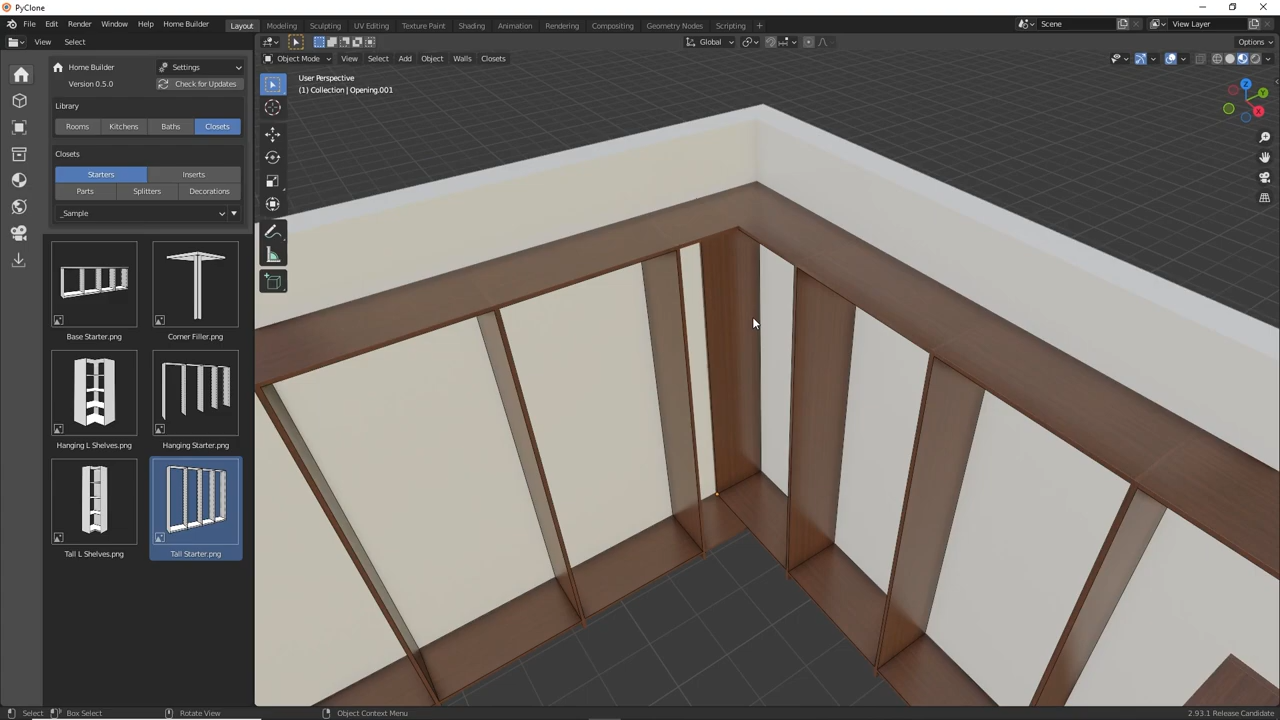 PyClone
File Edit Render Window Help Home Builder Layout Modeling Sculpting UV Editing Texture Paint Shading Animation Rendering Compositing Geometry Nodes Scripting + Scene View Layer
View Select Global Options
Object Mode View Select Add Object Walls Closets
Home Builder Settings
Version 0.5.0 Check for Updates
Library
Rooms Kitchens Baths Closets
Closets
Starters Inserts
Parts Splitters Decorations
_Sample
Base Starter.png Corner Filler.png
Hanging L Shelves.png Hanging Starter.png
Tall L Shelves.png Tall Starter.png
User Perspective
(1) Collection | Opening.001
Z
Y
X
Select Box Select Rotate View Object Context Menu 2.93.1 Release Candidate